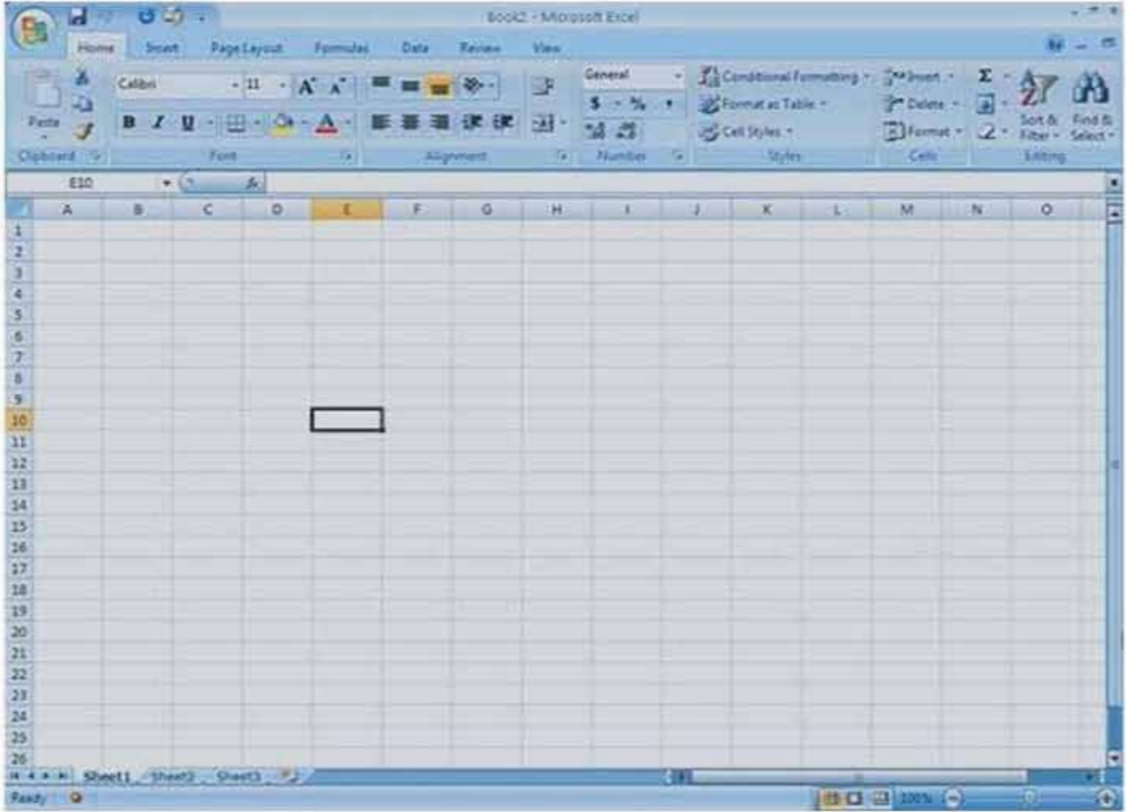 Book2 - Microsoft Excel
Home Insert Page Layout Formulas Data Review View
Paste
Calibri 11 A A
B I U A
General
$ % ,
Conditional Formatting
Format as Table
Cell Styles
Insert
Delete
Format
Σ
Sort & Filter
Find & Select
Clipboard Font Alignment Number Styles Cells Editing
E10 fx
A B C D E F G H I J K L M N O
1
2
3
4
5
6
7
8
9
10
11
12
13
14
15
16
17
18
19
20
21
22
23
24
25
26
Sheet1 Sheet2 Sheet3
Ready 100%